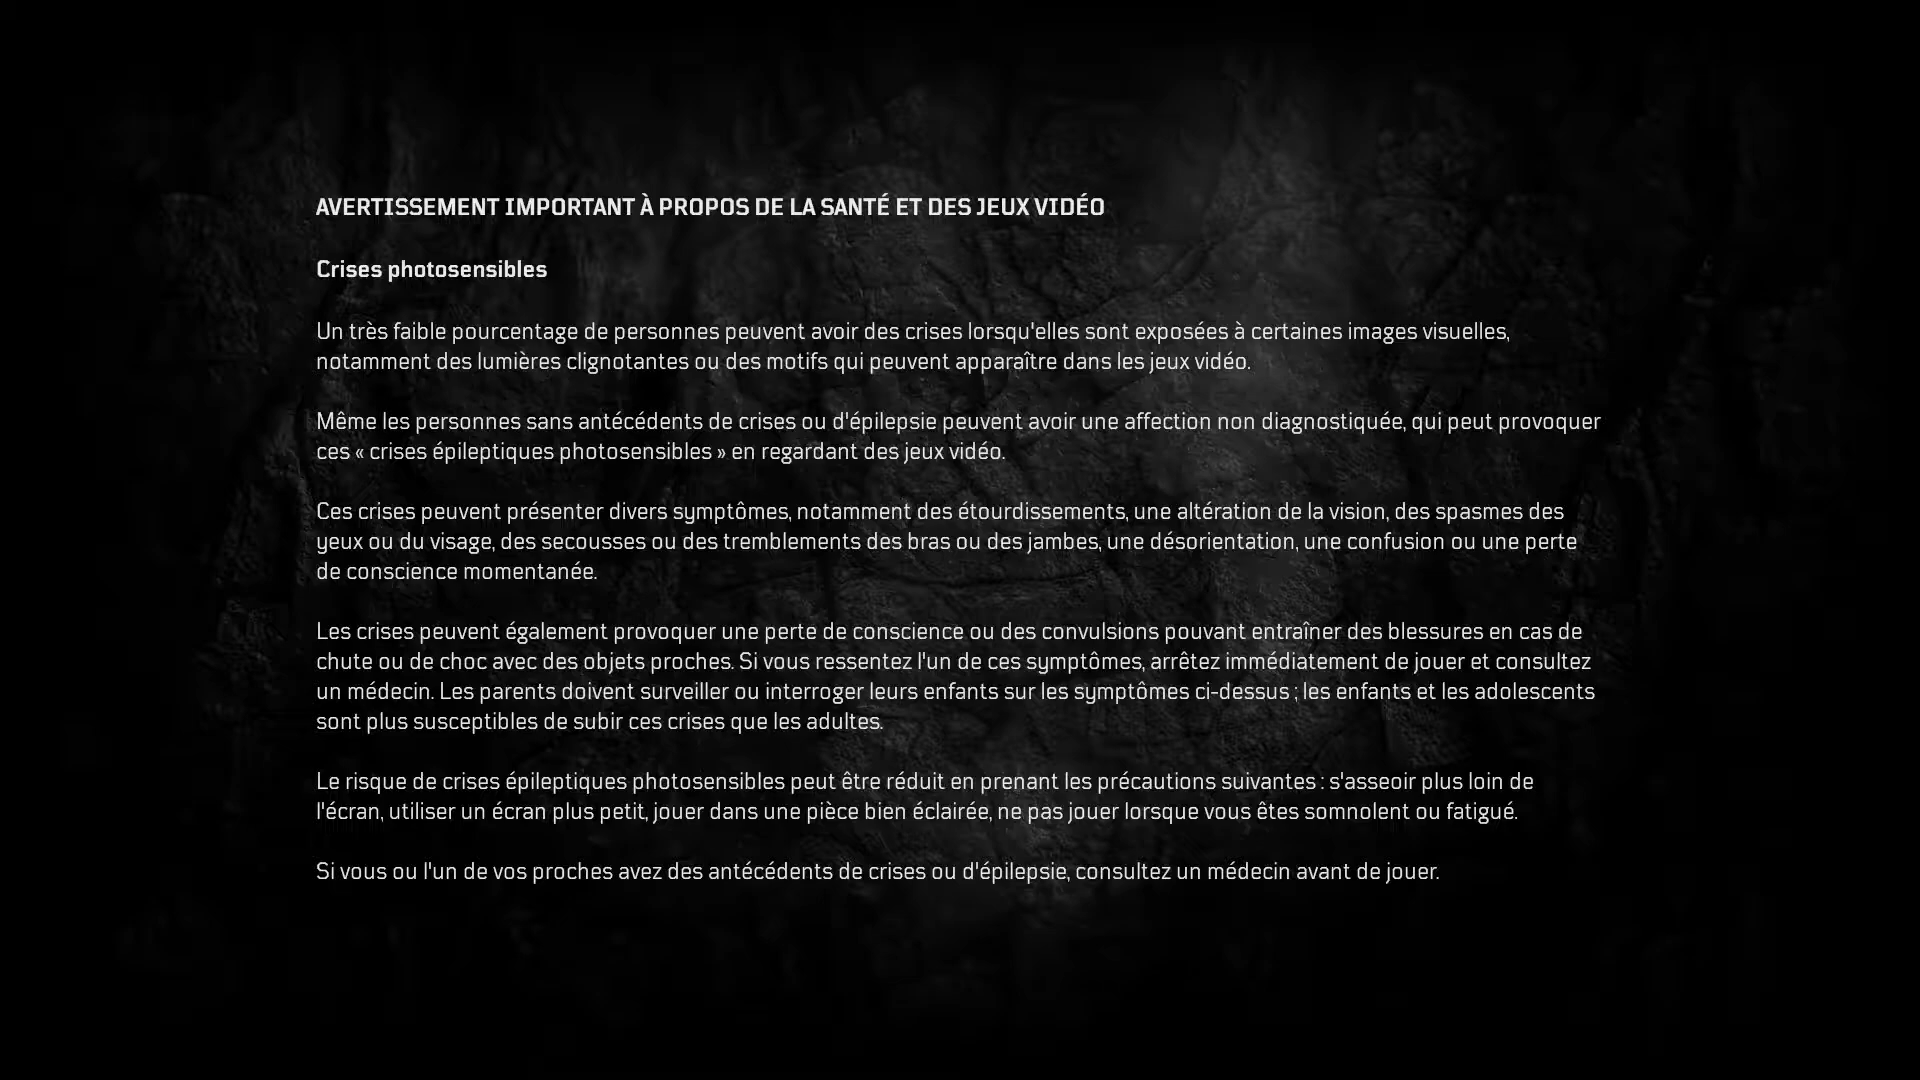 AVERTISSEMENT IMPORTANT À PROPOS DE LA SANTÉ ET DES JEUX VIDÉO
Crises photosensibles
Un très faible pourcentage de personnes peuvent avoir des crises lorsqu'elles sont exposées à certaines images visuelles,
notamment des lumières clignotantes ou des motifs qui peuvent apparaître dans les jeux vidéo.
Même les personnes sans antécédents de crises ou d'épilepsie peuvent avoir une affection non diagnostiquée, qui peut provoquer
ces « crises épileptiques photosensibles » en regardant des jeux vidéo.
Ces crises peuvent présenter divers symptômes, notamment des étourdissements, une altération de la vision, des spasmes des
yeux ou du visage, des secousses ou des tremblements des bras ou des jambes, une désorientation, une confusion ou une perte
de conscience momentanée.
Les crises peuvent également provoquer une perte de conscience ou des convulsions pouvant entraîner des blessures en cas de
chute ou de choc avec des objets proches. Si vous ressentez l'un de ces symptômes, arrêtez immédiatement de jouer et consultez
un médecin. Les parents doivent surveiller ou interroger leurs enfants sur les symptômes ci-dessus ; les enfants et les adolescents
sont plus susceptibles de subir ces crises que les adultes.
Le risque de crises épileptiques photosensibles peut être réduit en prenant les précautions suivantes : s'asseoir plus loin de
l'écran, utiliser un écran plus petit, jouer dans une pièce bien éclairée, ne pas jouer lorsque vous êtes somnolent ou fatigué.
Si vous ou l'un de vos proches avez des antécédents de crises ou d'épilepsie, consultez un médecin avant de jouer.